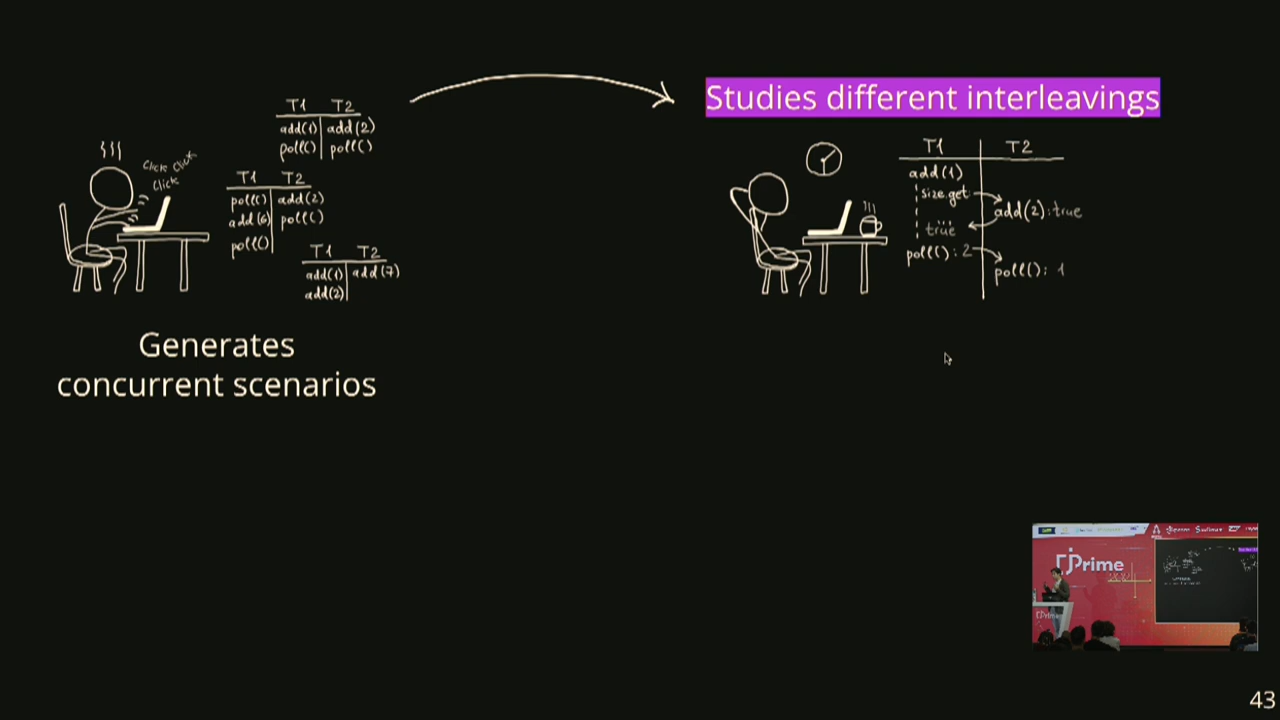 Studies different interleavings
T1 T2
add(1) add(2)
poll() poll()
Click Click
Click
T1 T2
poll() add(2)
add(6) poll()
poll()
T1 T2
add(1) add(7)
add(2)
T1 T2
add(1)
size.get
add(2):true
true
poll():2
poll(): 1
Generates
concurrent scenarios
jPrime
jPrime
43